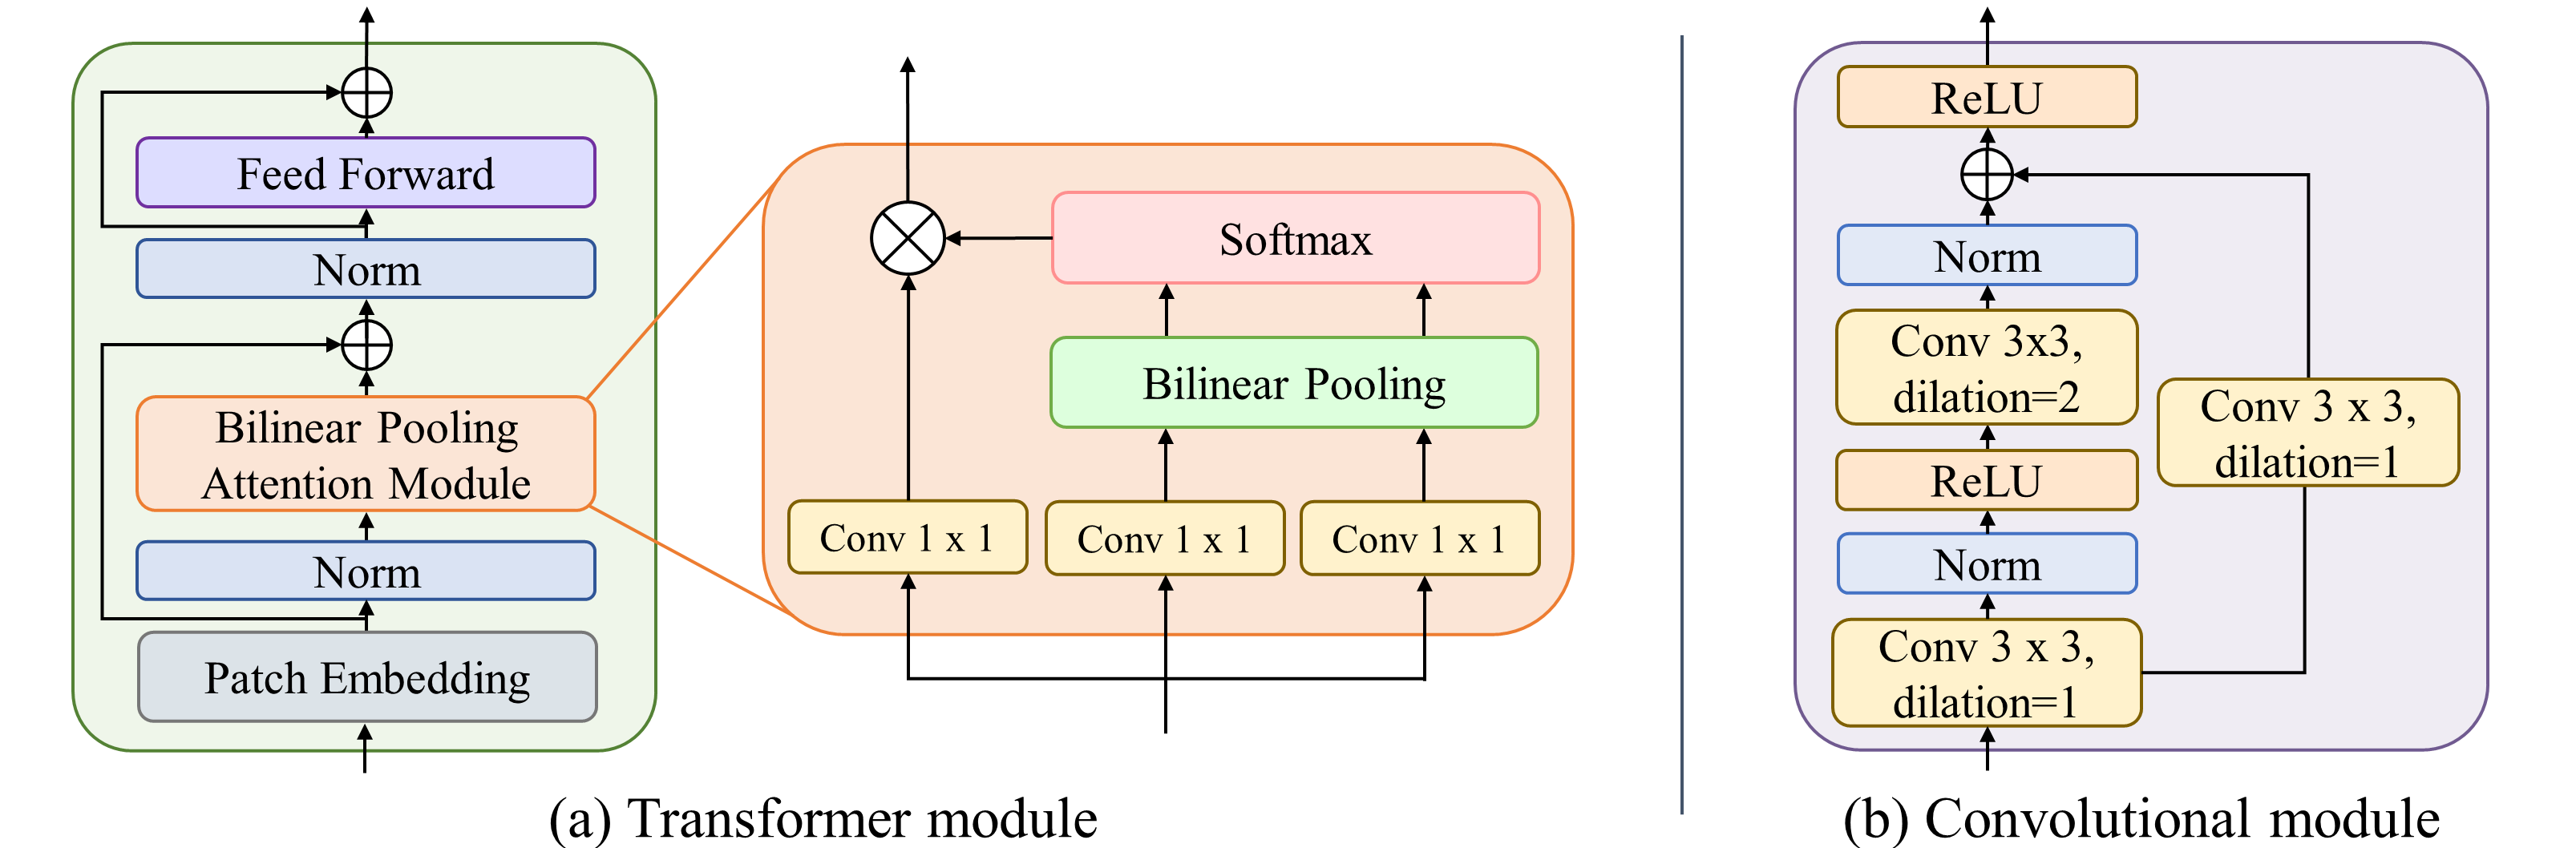 Feed Forward
Norm
Bilinear Pooling
Attention Module
Norm
Patch Embedding
Softmax
Bilinear Pooling
Conv 1 x 1
Conv 1 x 1
Conv 1 x 1
(a) Transformer module
ReLU
Norm
Conv 3x3,
dilation=2
ReLU
Norm
Conv 3 x 3,
dilation=1
Conv 3 x 3,
dilation=1
(b) Convolutional module